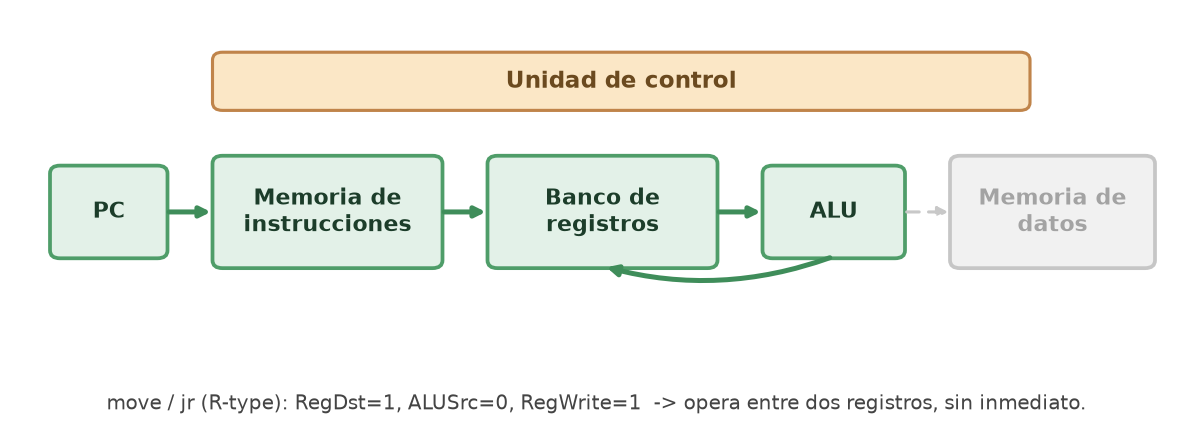 Unidad de control
PC
Memoria de
instrucciones
Banco de
registros
ALU
Memoria de
datos
move / jr (R-type): RegDst=1, ALUSrc=0, RegWrite=1  -> opera entre dos registros, sin inmediato.